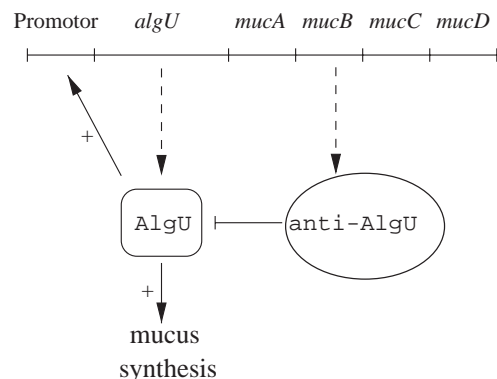 Promotor algU mucA mucB mucC mucD
+
AlgU anti-AlgU
+
mucus
synthesis